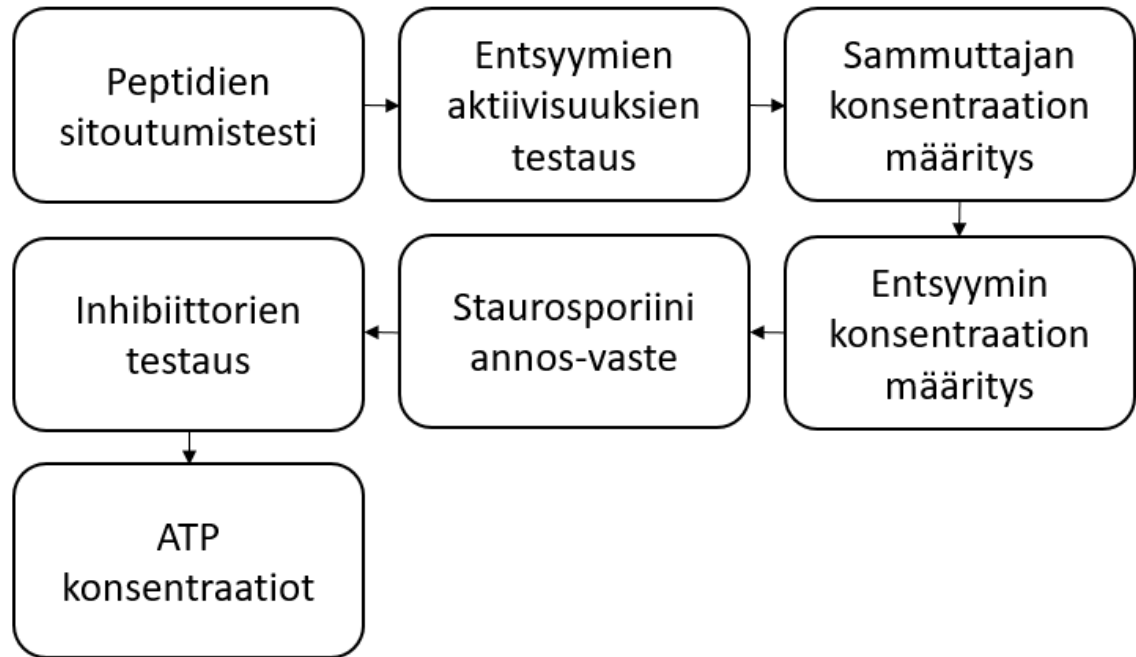 Peptidien
sitoutumistesti
Entsyymien
aktiivisuuksien
testaus
Sammuttajan
konsentraation
määritys
Entsyymin
konsentraation
määritys
Staurosporiini
annos-vaste
Inhibiittorien
testaus
ATP
konsentraatiot